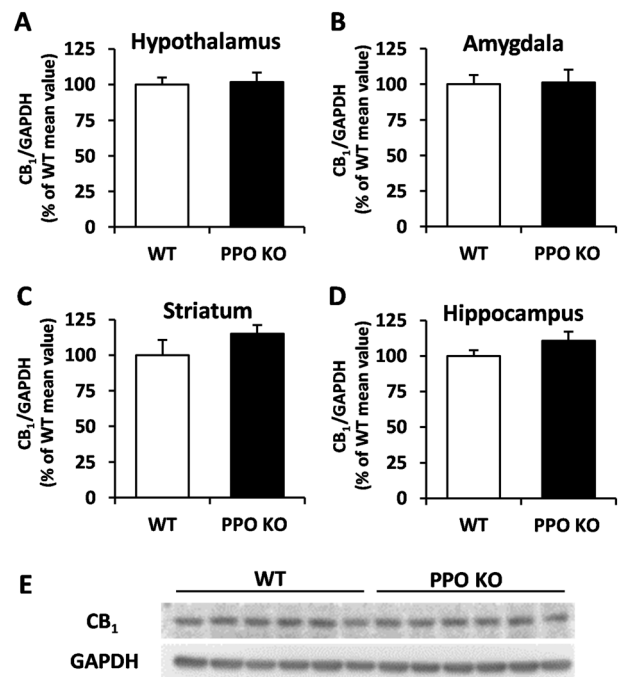 A
Hypothalamus
CB₁/GAPDH
(% of WT mean value)
125
100
75
50
25
0
WT PPO KO
B
Amygdala
CB₁/GAPDH
(% of WT mean value)
125
100
75
50
25
0
WT PPO KO
C
Striatum
CB₁/GAPDH
(% of WT mean value)
125
100
75
50
25
0
WT PPO KO
D
Hippocampus
CB₁/GAPDH
(% of WT mean value)
125
100
75
50
25
0
WT PPO KO
E
WT PPO KO
CB₁
GAPDH